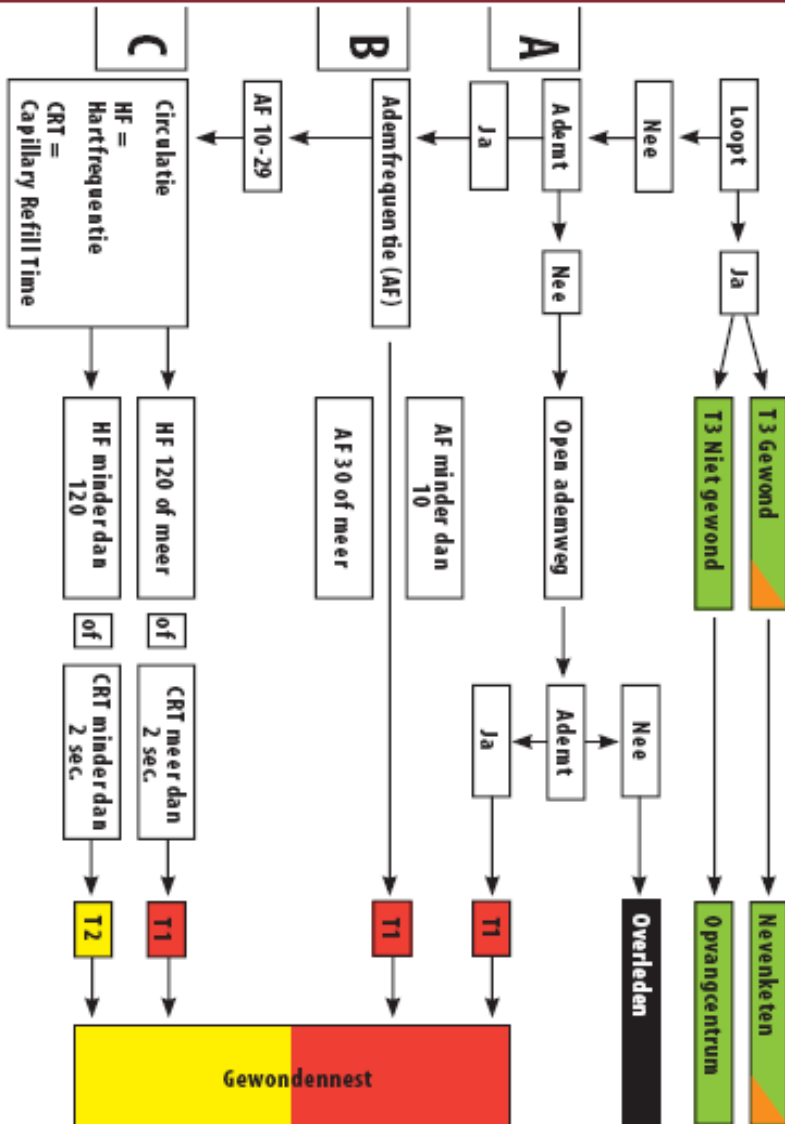 T3 Gewond
Nevenketen
Loopt
Ja
T3 Niet gewond
Opvangcentrum
Nee
Nee
Overleden
A
Ademt
Nee
Open ademweg
Ademt
Ja
Ja
T1
B
Ademfrequentie (AF)
AF minder dan
10
AF 30 of meer
T1
AF 10-29
C
Circulatie
HF =
Hartfrequentie
CRT =
Capillary Refill Time
HF 120 of meer
of
CRT meer dan
2 sec.
T1
HF minder dan
120
of
CRT minder dan
2 sec.
T2
Gewondennest